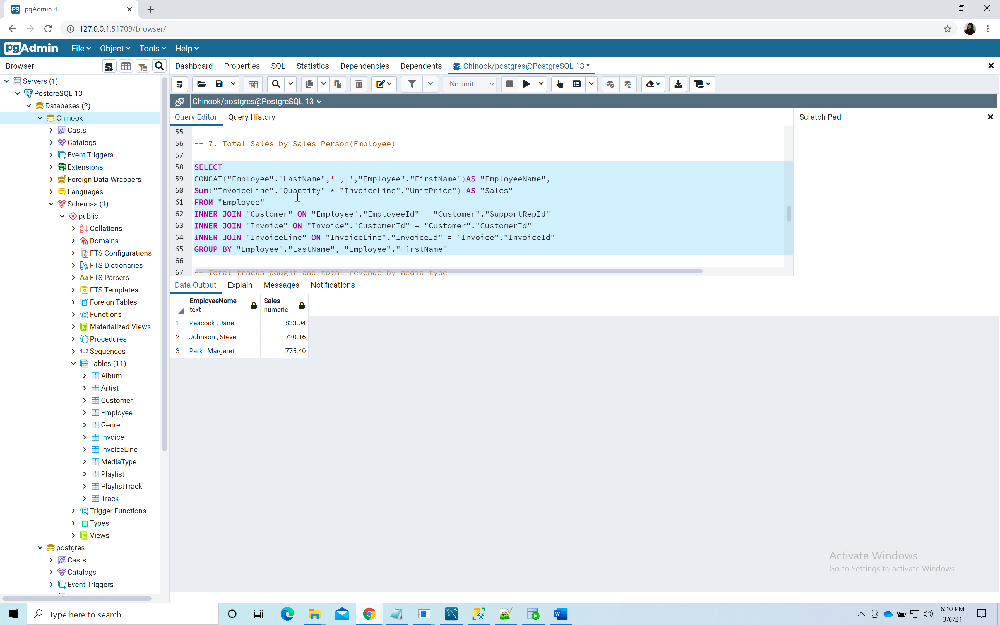 pgAdmin 4
127.0.0.1:51709/browser/
pgAdmin File Object Tools Help
Browser
Dashboard Properties SQL Statistics Dependencies Dependents Chinook/postgres@PostgreSQL 13 *
No limit
Chinook/postgres@PostgreSQL 13
Query Editor Query History
Scratch Pad
Servers (1)
PostgreSQL 13
Databases (2)
Chinook
Casts
Catalogs
Event Triggers
Extensions
Foreign Data Wrappers
Languages
Schemas (1)
public
Collations
Domains
FTS Configurations
FTS Dictionaries
Aa FTS Parsers
FTS Templates
Foreign Tables
Functions
Materialized Views
Procedures
1..3 Sequences
Tables (11)
Album
Artist
Customer
Employee
Genre
Invoice
InvoiceLine
MediaType
Playlist
PlaylistTrack
Track
Trigger Functions
Types
Views
postgres
Casts
Catalogs
Event Triggers
55
56 -- 7. Total Sales by Sales Person(Employee)
57
58 SELECT
59 CONCAT("Employee"."LastName",' , ',"Employee"."FirstName")AS "EmployeeName",
60 Sum("InvoiceLine"."Quantity" * "InvoiceLine"."UnitPrice") AS "Sales"
61 FROM "Employee"
62 INNER JOIN "Customer" ON "Employee"."EmployeeId" = "Customer"."SupportRepId"
63 INNER JOIN "Invoice" ON "Invoice"."CustomerId" = "Customer"."CustomerId"
64 INNER JOIN "InvoiceLine" ON "InvoiceLine"."InvoiceId" = "Invoice"."InvoiceId"
65 GROUP BY "Employee"."LastName", "Employee"."FirstName"
66
67 -- Total tracks bought and total revenue by media type
Data Output Explain Messages Notifications
EmployeeName Sales
text numeric
1 Peacock , Jane 833.04
2 Johnson , Steve 720.16
3 Park , Margaret 775.40
Activate Windows
Go to Settings to activate Windows.
Type here to search
6:40 PM
3/6/21